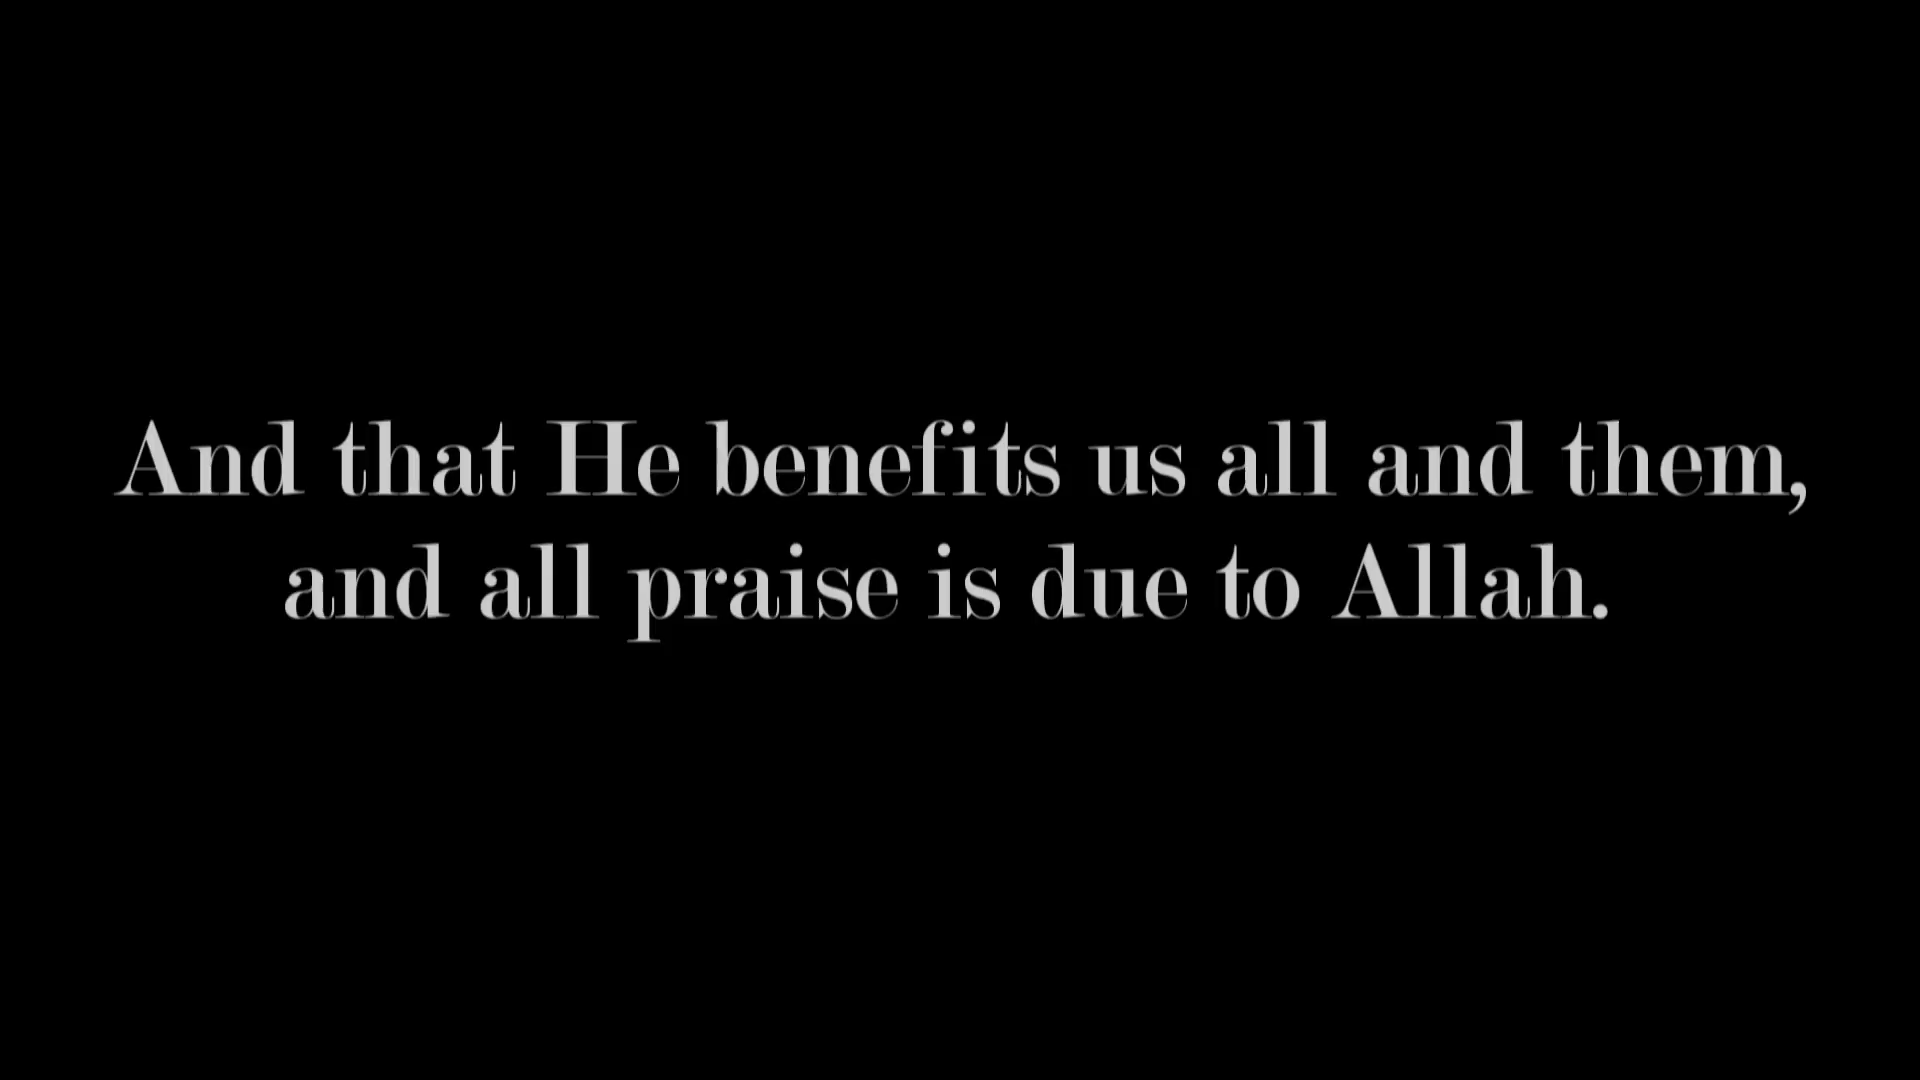 And that He benefits us all and them,
and all praise is due to Allah.